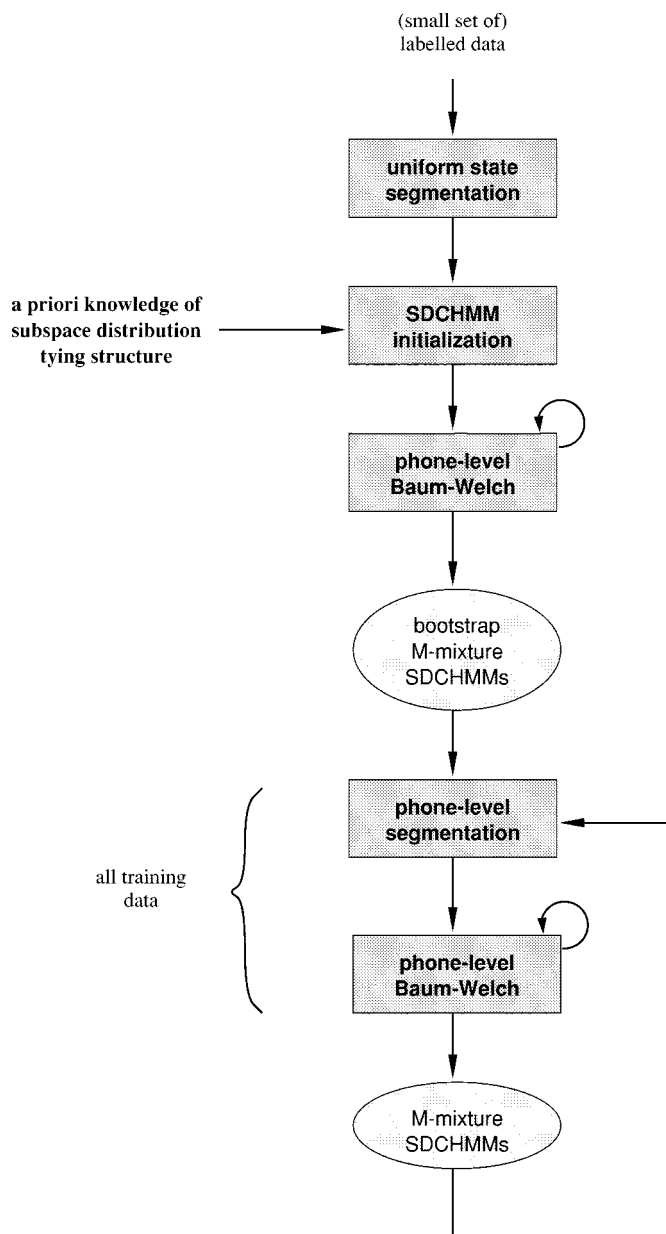 (small set of)
labelled data
uniform state
segmentation
a priori knowledge of
subspace distribution
tying structure
SDCHMM
initialization
phone-level
Baum-Welch
bootstrap
M-mixture
SDCHMMs
phone-level
segmentation
all training
data
phone-level
Baum-Welch
M-mixture
SDCHMMs